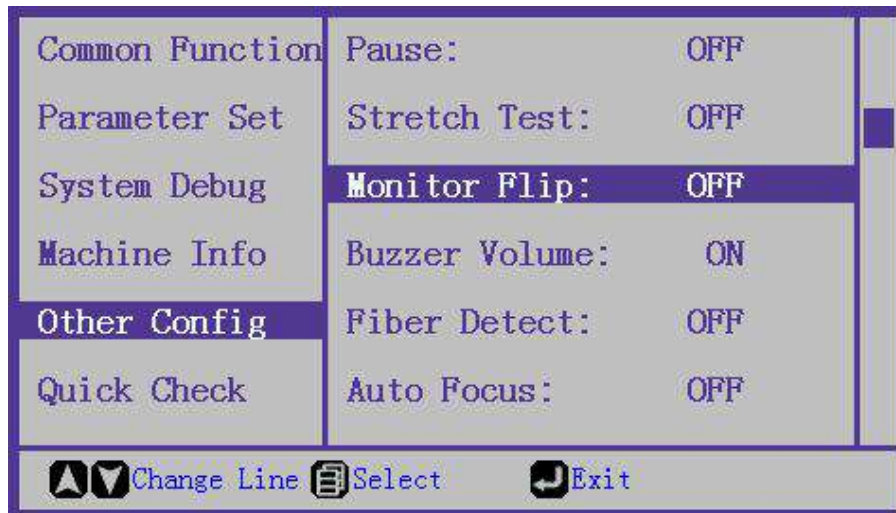 Common Function Pause: OFF
Parameter Set Stretch Test: OFF
System Debug Monitor Flip: OFF
Machine Info Buzzer Volume: ON
Other Config Fiber Detect: OFF
Quick Check Auto Focus: OFF
Change Line Select Exit